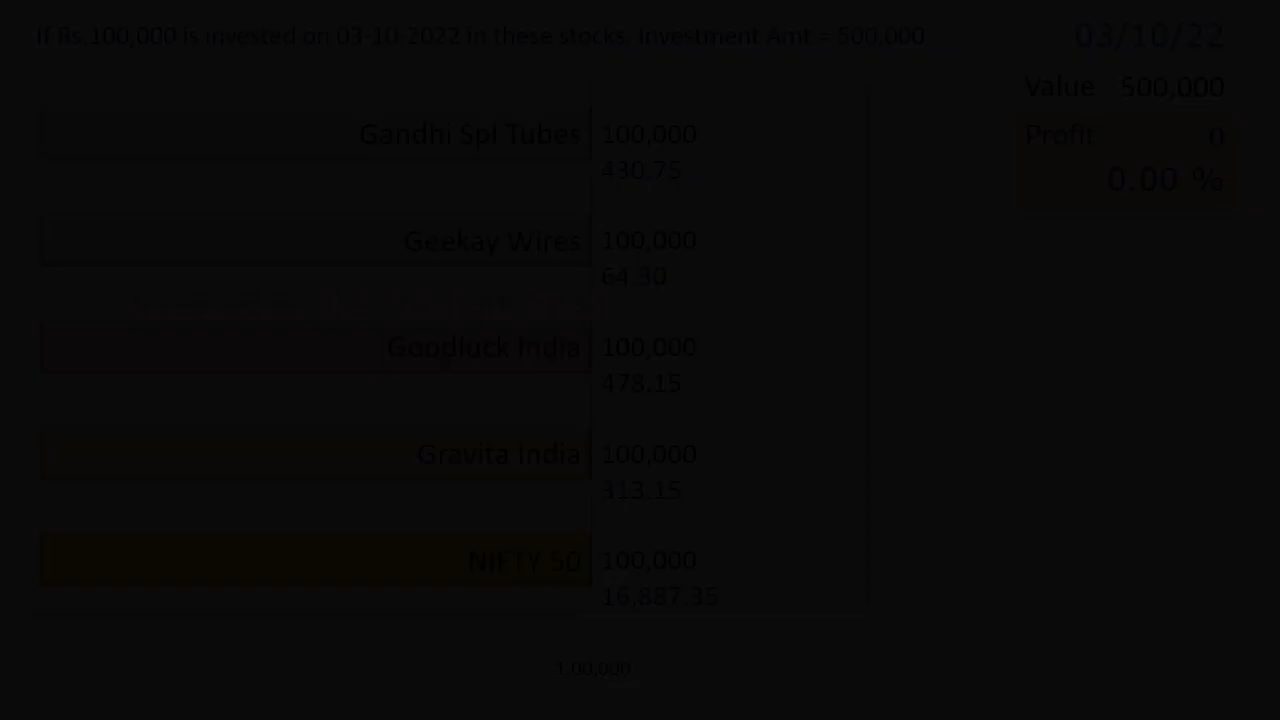 If Rs 100,000 is invested on 03-10-2022 in these stocks. Investment Amt = 500,000
03/10/22
Value 500,000
Profit 0
0.00 %
Gandhi Spl Tubes 100,000
430.75
Geekay Wires 100,000
64.30
Goodluck India 100,000
478.15
Gravita India 100,000
313.15
NIFTY 50 100,000
16,887.35
1,00,000